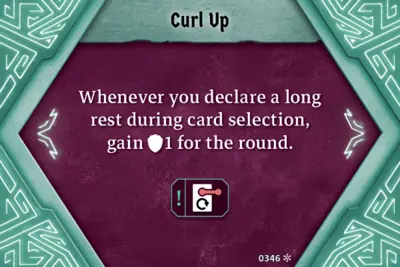 Curl Up
Whenever you declare a long
rest during card selection,
gain 1 for the round.
!
0346